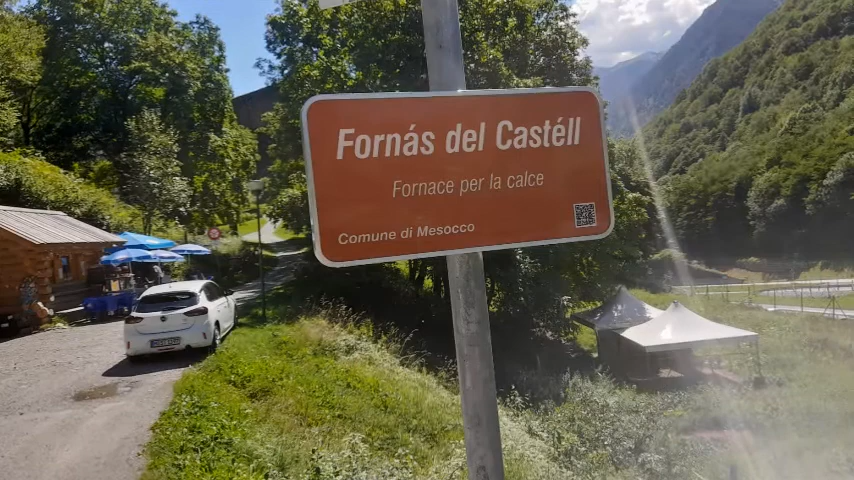 Fornás del Castéll
Fornace per la calce
Comune di Mesocco